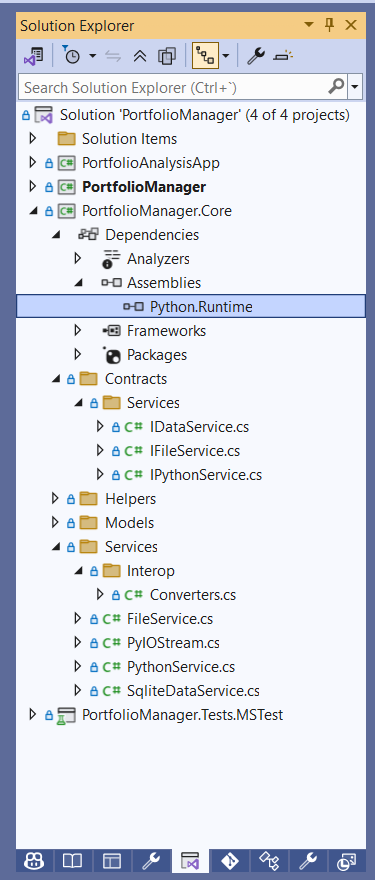 Solution Explorer
Search Solution Explorer (Ctrl+`)
Solution 'PortfolioManager' (4 of 4 projects)
Solution Items
C# PortfolioAnalysisApp
C# PortfolioManager
C# PortfolioManager.Core
Dependencies
Analyzers
Assemblies
Python.Runtime
Frameworks
Packages
Contracts
Services
C# IDataService.cs
C# IFileService.cs
C# IPythonService.cs
Helpers
Models
Services
Interop
C# Converters.cs
C# FileService.cs
C# PyIOStream.cs
C# PythonService.cs
C# SqliteDataService.cs
PortfolioManager.Tests.MSTest